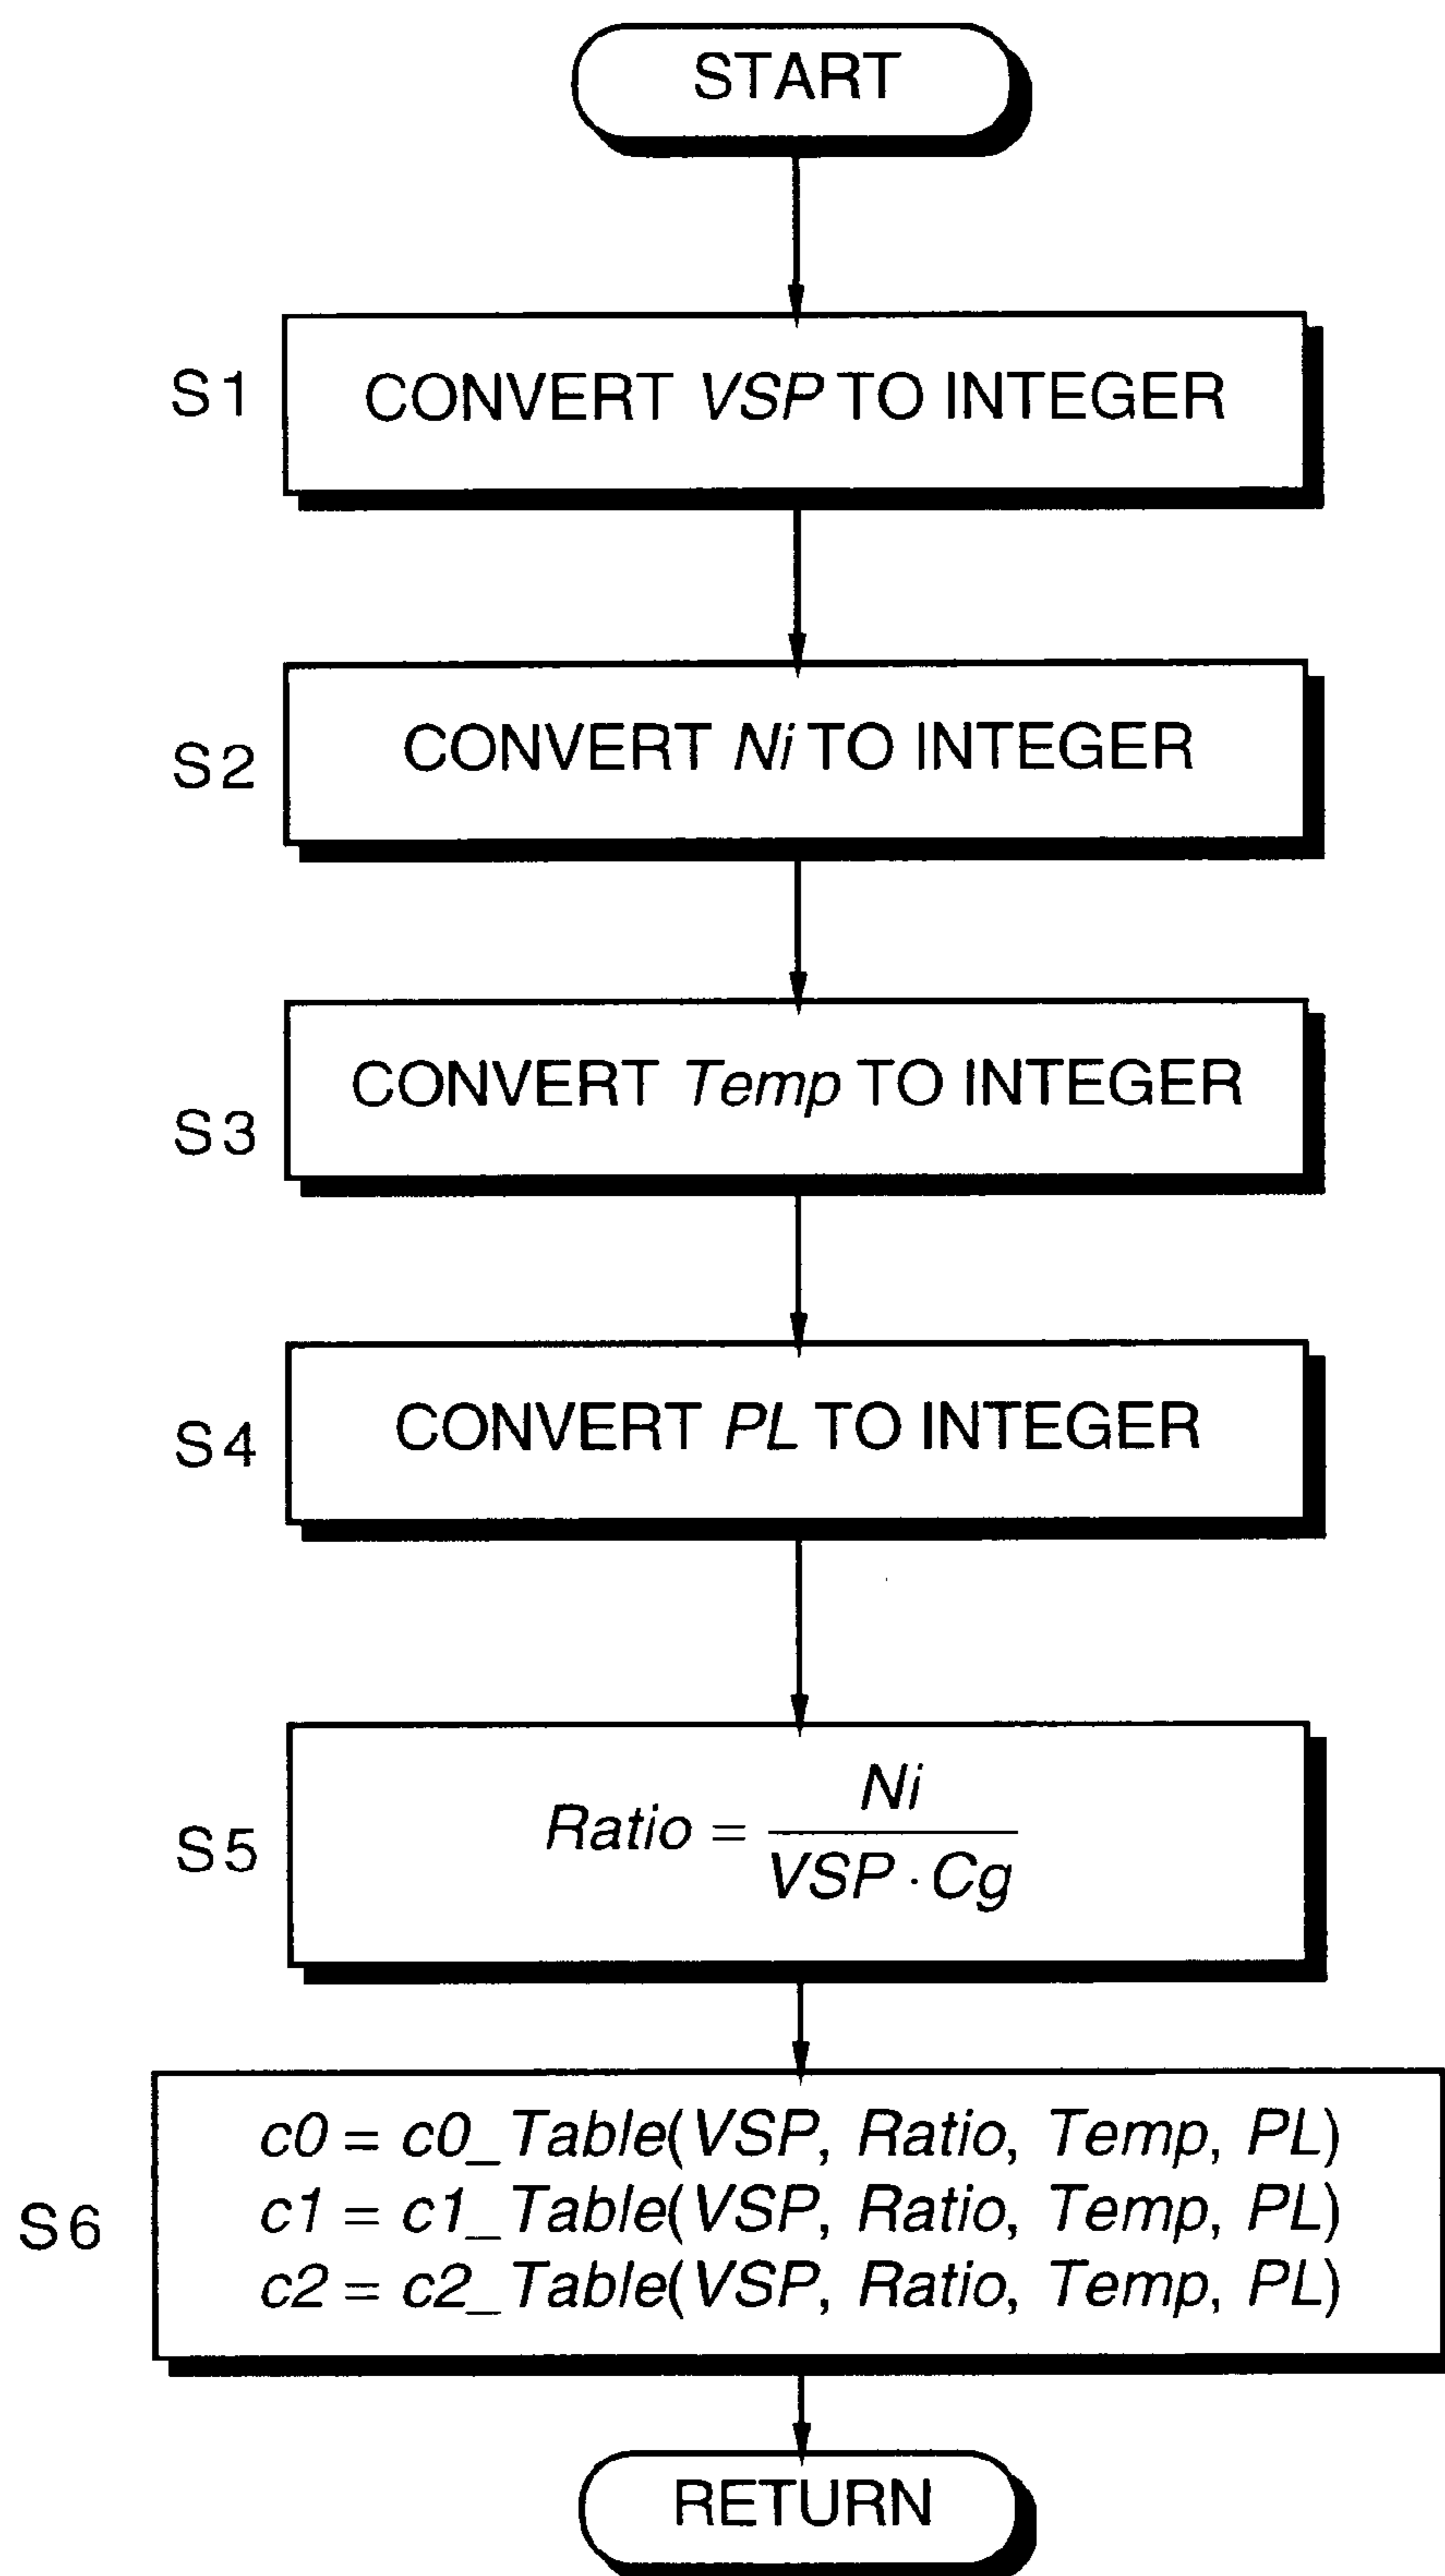 START
S1
CONVERT VSP TO INTEGER
S2
CONVERT Ni TO INTEGER
S3
CONVERT Temp TO INTEGER
S4
CONVERT PL TO INTEGER
S5
Ratio = Ni / VSP · Cg
S6
c0 = c0_Table(VSP, Ratio, Temp, PL)
c1 = c1_Table(VSP, Ratio, Temp, PL)
c2 = c2_Table(VSP, Ratio, Temp, PL)
RETURN